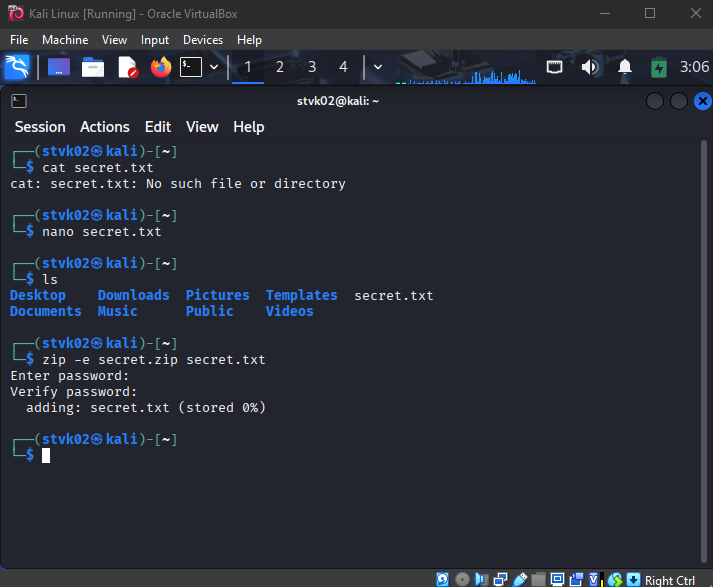 Kali Linux [Running] - Oracle VirtualBox
File Machine View Input Devices Help
1 2 3 4 3:06
stvk02@kali: ~
Session Actions Edit View Help
┌──(stvk02㉿kali)-[~]
└─$ cat secret.txt
cat: secret.txt: No such file or directory
┌──(stvk02㉿kali)-[~]
└─$ nano secret.txt
┌──(stvk02㉿kali)-[~]
└─$ ls
Desktop Downloads Pictures Templates secret.txt
Documents Music Public Videos
┌──(stvk02㉿kali)-[~]
└─$ zip -e secret.zip secret.txt
Enter password:
Verify password:
adding: secret.txt (stored 0%)
┌──(stvk02㉿kali)-[~]
└─$
Right Ctrl